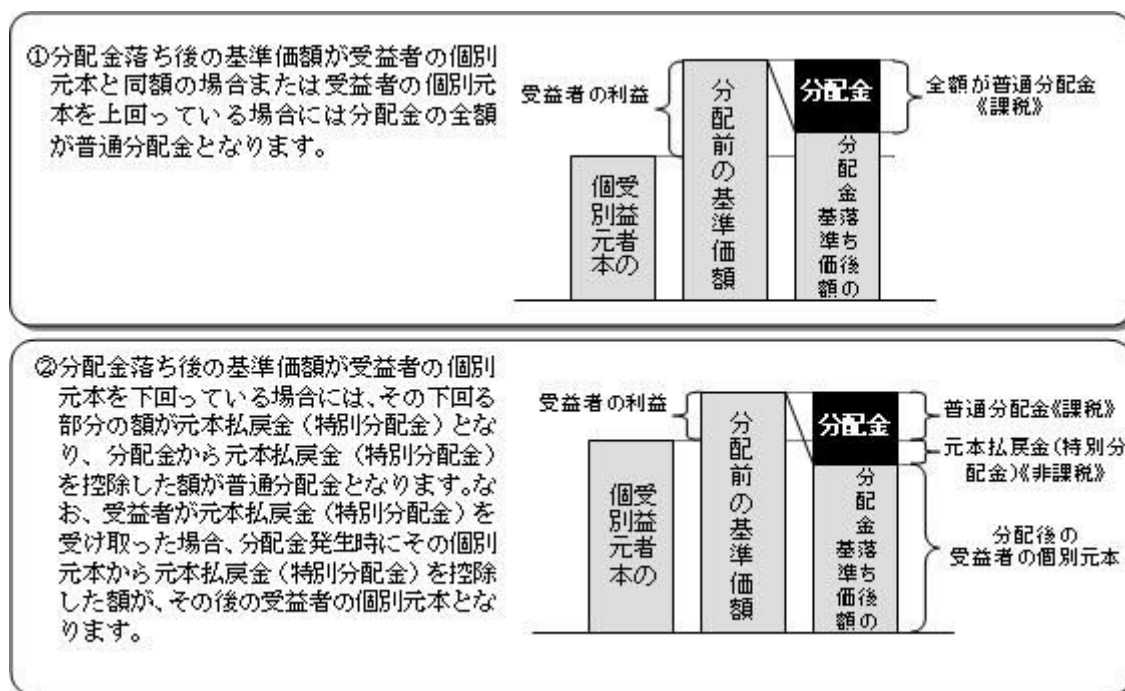 ①分配金落ち後の基準価額が受益者の個別
元本と同額の場合または受益者の個別元
本を上回っている場合には分配金の全額
が普通分配金となります。
受益者の利益
受益者の
個別元本
分配前の基準価額
分配金
分配金落ち後の
基準価額
全額が普通分配金
《課税》
②分配金落ち後の基準価額が受益者の個別
元本を下回っている場合には、その下回る
部分の額が元本払戻金（特別分配金）とな
り、分配金から元本払戻金（特別分配金）
を控除した額が普通分配金となります。な
お、受益者が元本払戻金（特別分配金）を
受け取った場合、分配金発生時にその個別
元本から元本払戻金（特別分配金）を控除
した額が、その後の受益者の個別元本とな
ります。
受益者の利益
受益者の
個別元本
分配前の基準価額
分配金
分配金落ち後の
基準価額
普通分配金《課税》
元本払戻金（特別分
配金）《非課税》
分配後の
受益者の個別元本